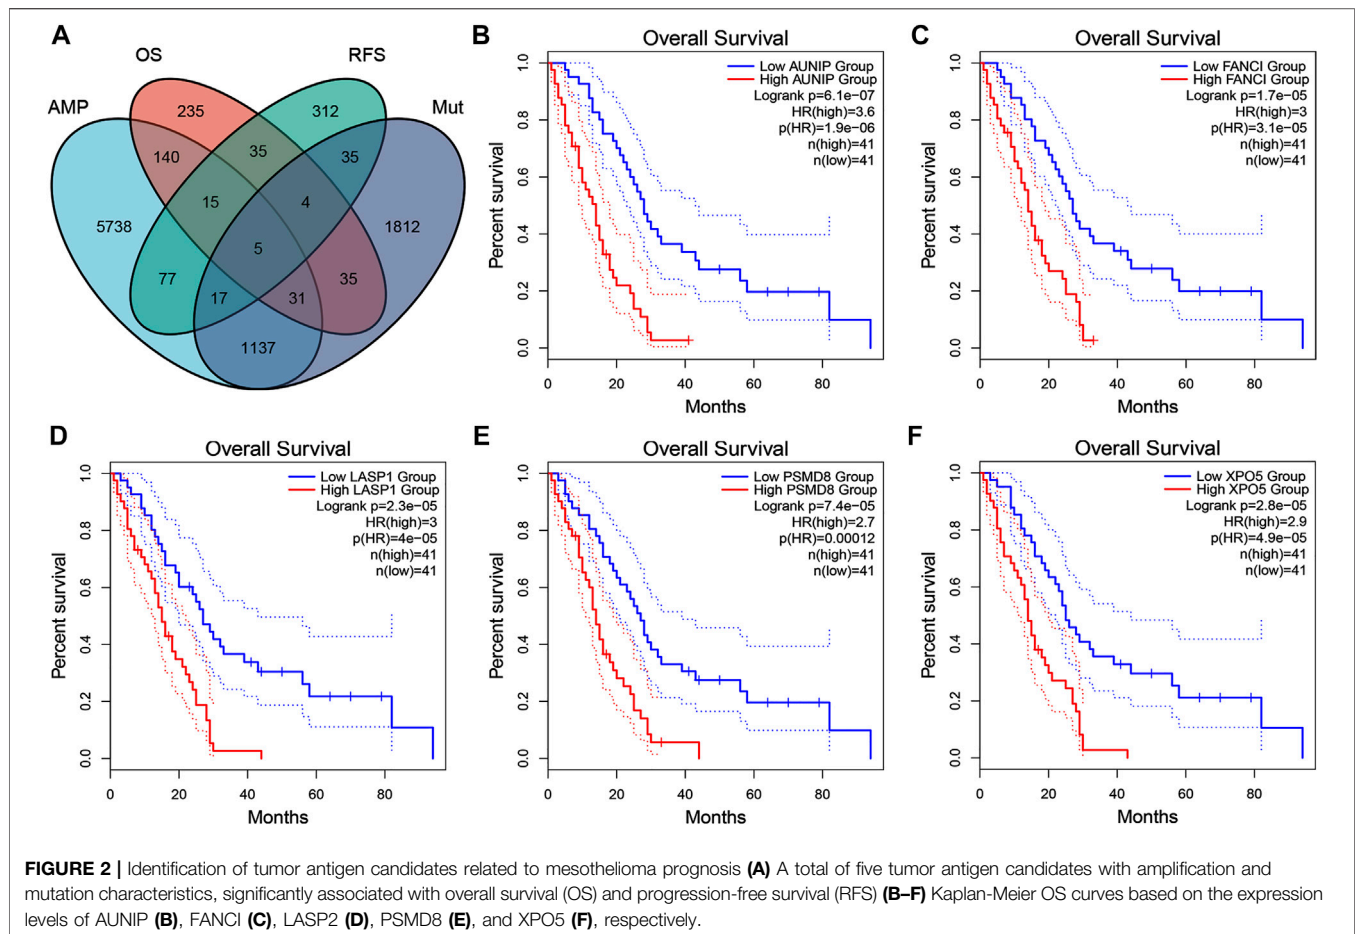 A
OS
RFS
AMP
Mut
235
312
140
35
35
15
4
5738
5
1812
77
17
31
35
1137
B
Overall Survival
Low AUNIP Group
High AUNIP Group
Logrank p=6.1e−07
HR(high)=3.6
p(HR)=1.9e−06
n(high)=41
n(low)=41
Percent survival
0.0
0.2
0.4
0.6
0.8
1.0
0 20 40 60 80
Months
C
Overall Survival
Low FANCI Group
High FANCI Group
Logrank p=1.7e−05
HR(high)=3
p(HR)=3.1e−05
n(high)=41
n(low)=41
Percent survival
0.0
0.2
0.4
0.6
0.8
1.0
0 20 40 60 80
Months
D
Overall Survival
Low LASP1 Group
High LASP1 Group
Logrank p=2.3e−05
HR(high)=3
p(HR)=4e−05
n(high)=41
n(low)=41
Percent survival
0.0
0.2
0.4
0.6
0.8
1.0
0 20 40 60 80
Months
E
Overall Survival
Low PSMD8 Group
High PSMD8 Group
Logrank p=7.4e−05
HR(high)=2.7
p(HR)=0.00012
n(high)=41
n(low)=41
Percent survival
0.0
0.2
0.4
0.6
0.8
1.0
0 20 40 60 80
Months
F
Overall Survival
Low XPO5 Group
High XPO5 Group
Logrank p=2.8e−05
HR(high)=2.9
p(HR)=4.9e−05
n(high)=41
n(low)=41
Percent survival
0.0
0.2
0.4
0.6
0.8
1.0
0 20 40 60 80
Months
FIGURE 2 | Identification of tumor antigen candidates related to mesothelioma prognosis (A) A total of five tumor antigen candidates with amplification and
mutation characteristics, significantly associated with overall survival (OS) and progression-free survival (RFS) (B–F) Kaplan-Meier OS curves based on the expression
levels of AUNIP (B), FANCI (C), LASP2 (D), PSMD8 (E), and XPO5 (F), respectively.